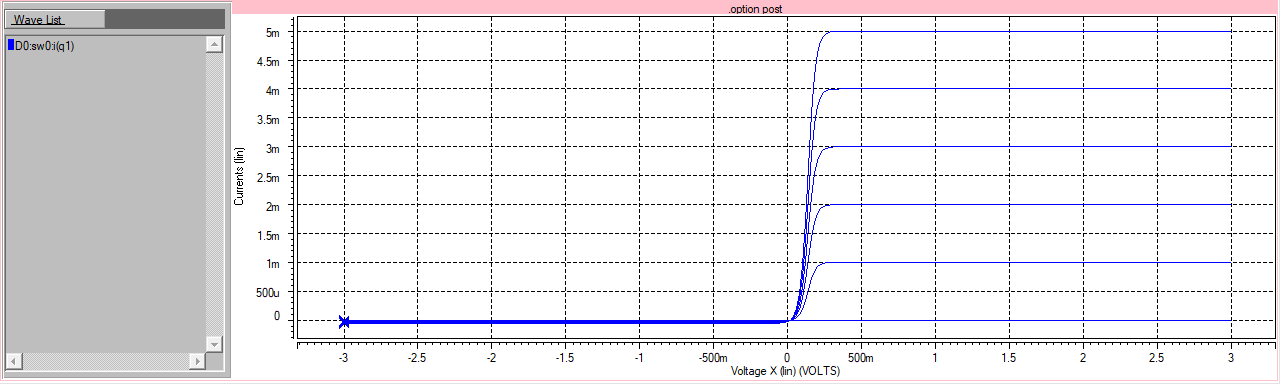 Wave List
D0:sw0:i(q1)
.option post
Currents (lin)
5m
4.5m
4m
3.5m
3m
2.5m
2m
1.5m
1m
500u
0
-3 -2.5 -2 -1.5 -1 -500m 0 500m 1 1.5 2 2.5 3
Voltage X (lin) (VOLTS)